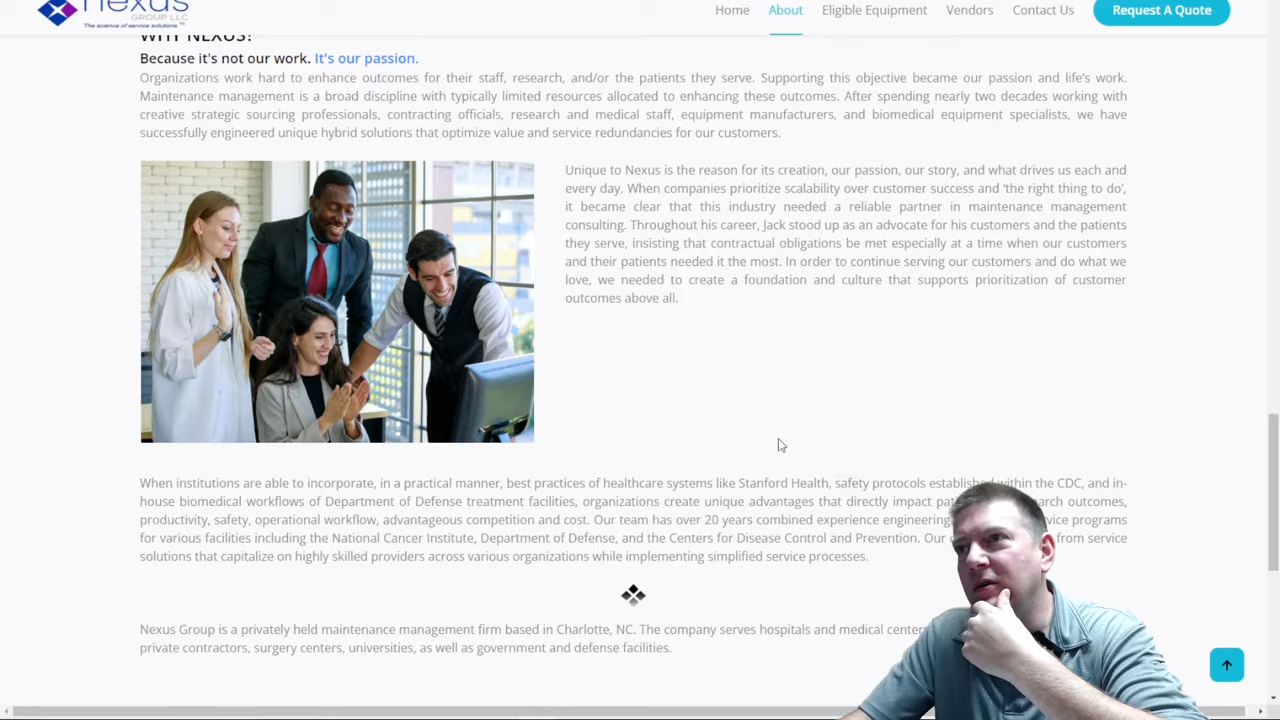 nexus
GROUP LLC
The science of service solutions™
Home About Eligible Equipment Vendors Contact Us Request A Quote
WHY NEXUS?
Because it's not our work. It's our passion.
Organizations work hard to enhance outcomes for their staff, research, and/or the patients they serve. Supporting this objective became our passion and life's work.
Maintenance management is a broad discipline with typically limited resources allocated to enhancing these outcomes. After spending nearly two decades working with
creative strategic sourcing professionals, contracting officials, research and medical staff, equipment manufacturers, and biomedical equipment specialists, we have
successfully engineered unique hybrid solutions that optimize value and service redundancies for our customers.
Unique to Nexus is the reason for its creation, our passion, our story, and what drives us each and
every day. When companies prioritize scalability over customer success and 'the right thing to do',
it became clear that this industry needed a reliable partner in maintenance management
consulting. Throughout his career, Jack stood up as an advocate for his customers and the patients
they serve, insisting that contractual obligations be met especially at a time when our customers
and their patients needed it the most. In order to continue serving our customers and do what we
love, we needed to create a foundation and culture that supports prioritization of customer
outcomes above all.
When institutions are able to incorporate, in a practical manner, best practices of healthcare systems like Stanford Health, safety protocols established within the CDC, and in-
house biomedical workflows of Department of Defense treatment facilities, organizations create unique advantages that directly impact outcomes,
productivity, safety, operational workflow, advantageous competition and cost. Our team has over 20 years combined experience engineering programs
for various facilities including the National Cancer Institute, Department of Defense, and the Centers for Disease Control and Prevention. Our from service
solutions that capitalize on highly skilled providers across various organizations while implementing simplified service processes.
Nexus Group is a privately held maintenance management firm based in Charlotte, NC. The company serves hospitals and medical
private contractors, surgery centers, universities, as well as government and defense facilities.